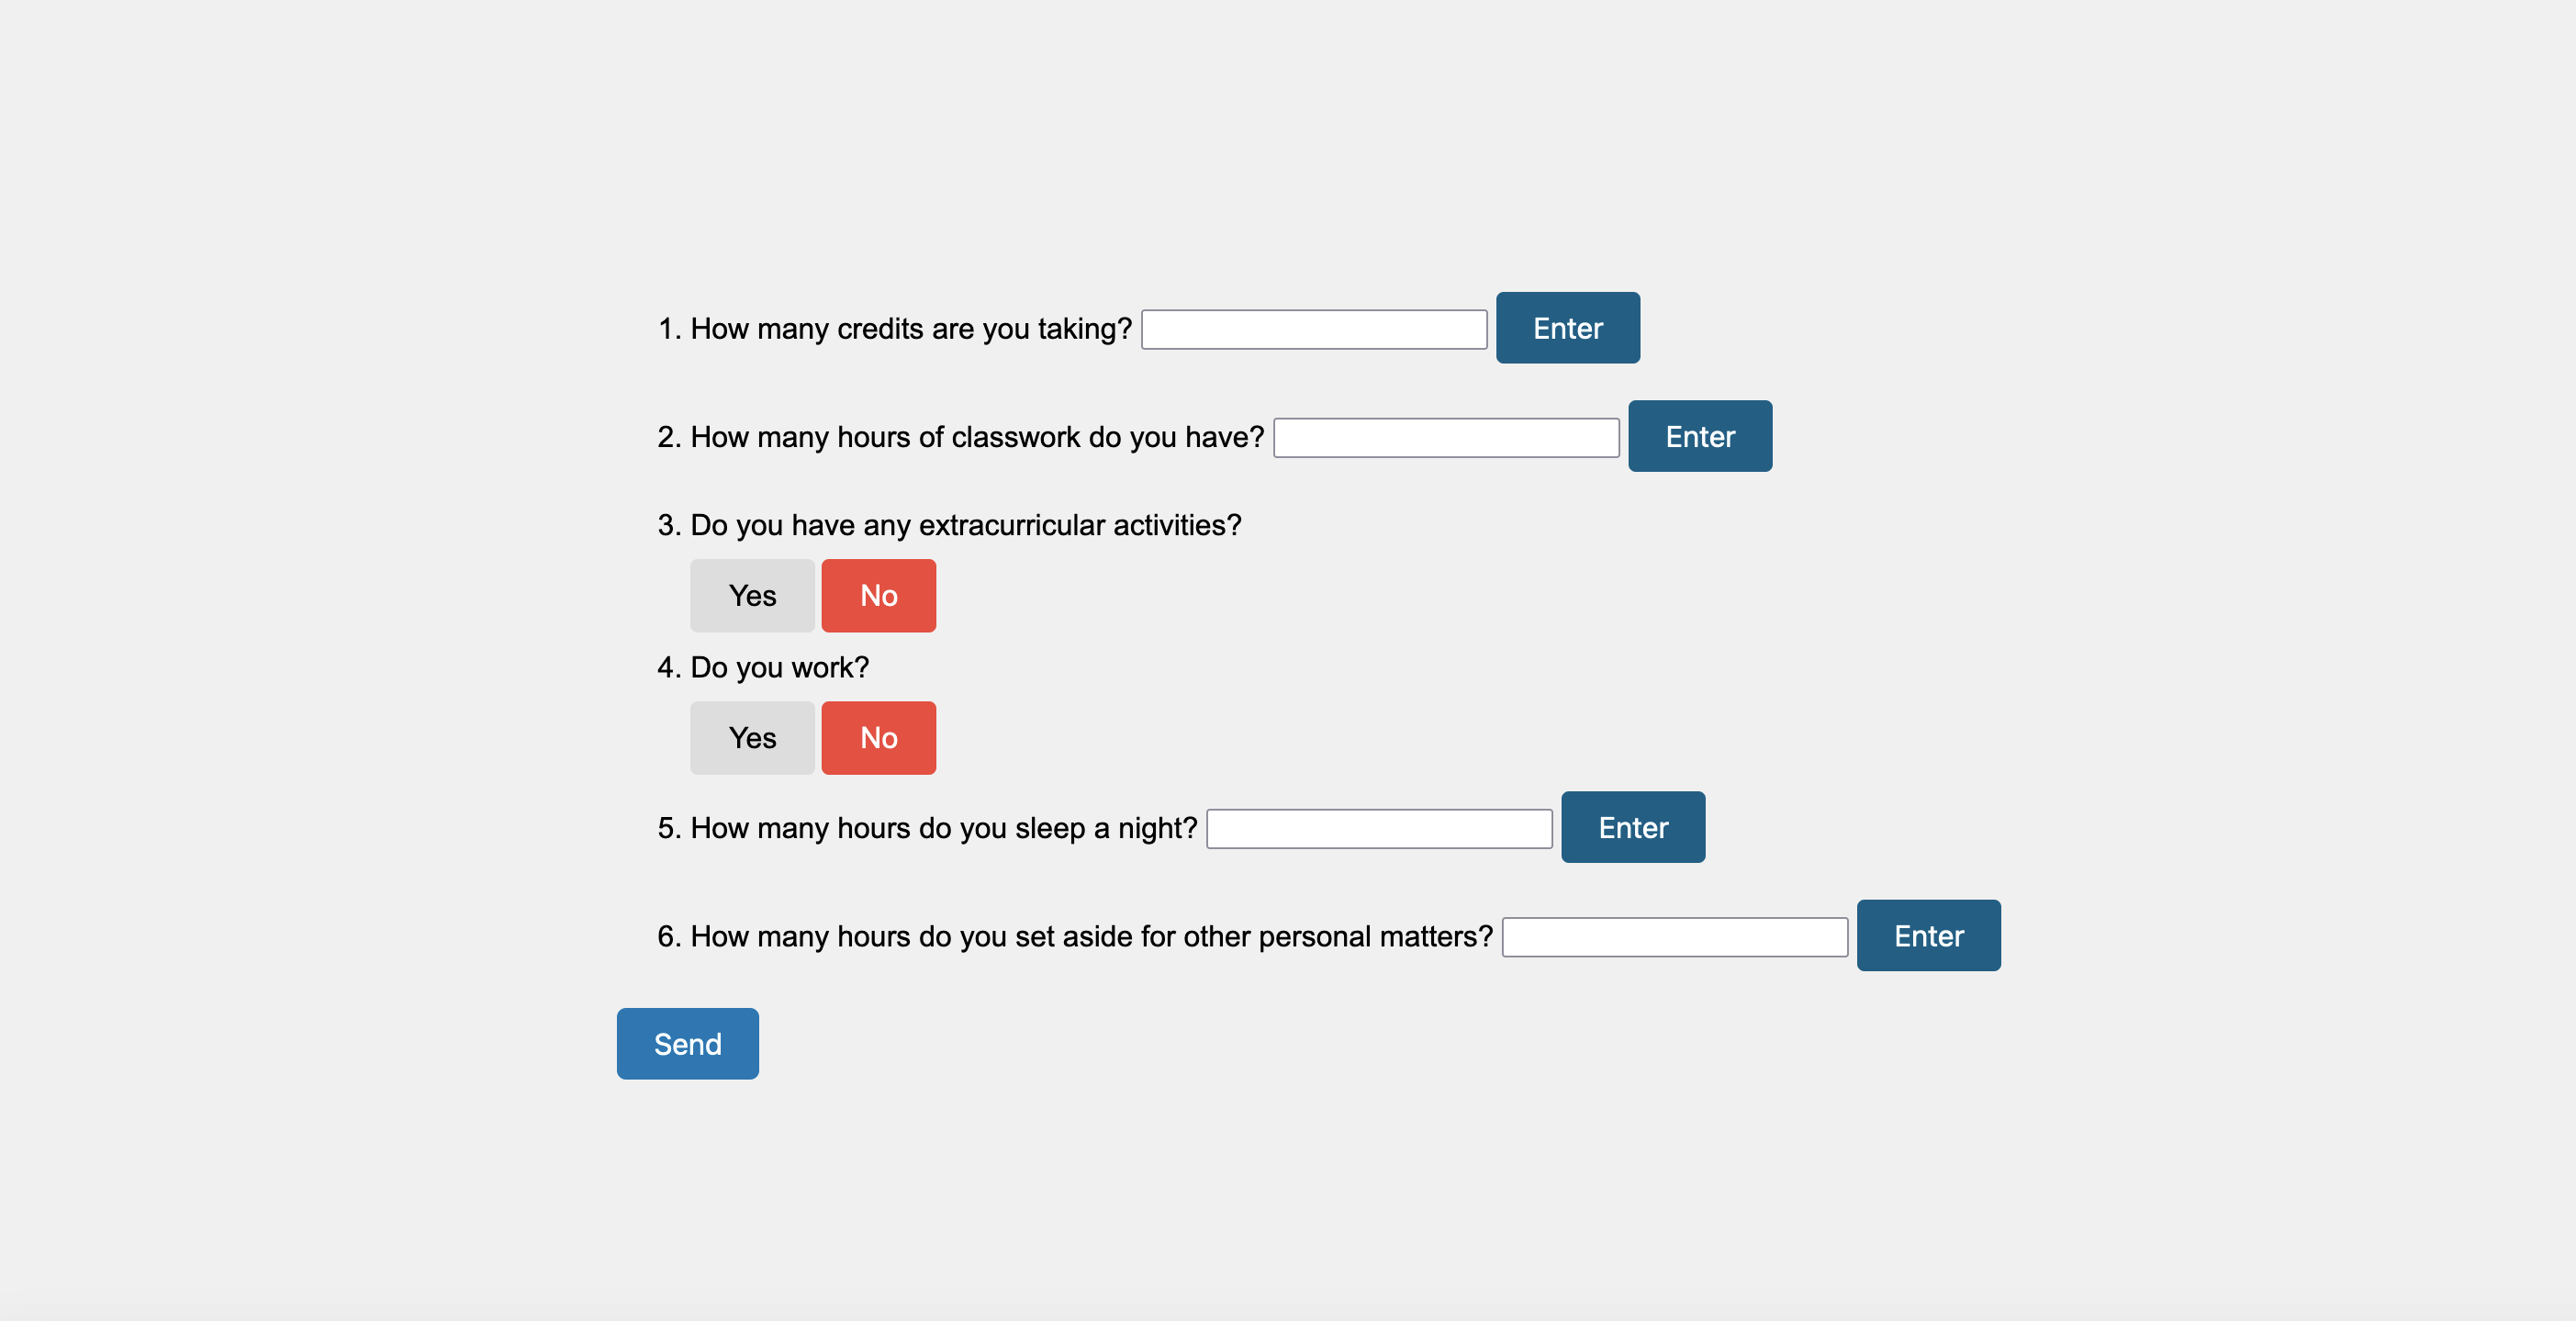 1. How many credits are you taking? Enter
2. How many hours of classwork do you have? Enter
3. Do you have any extracurricular activities?
Yes No
4. Do you work?
Yes No
5. How many hours do you sleep a night? Enter
6. How many hours do you set aside for other personal matters? Enter
Send